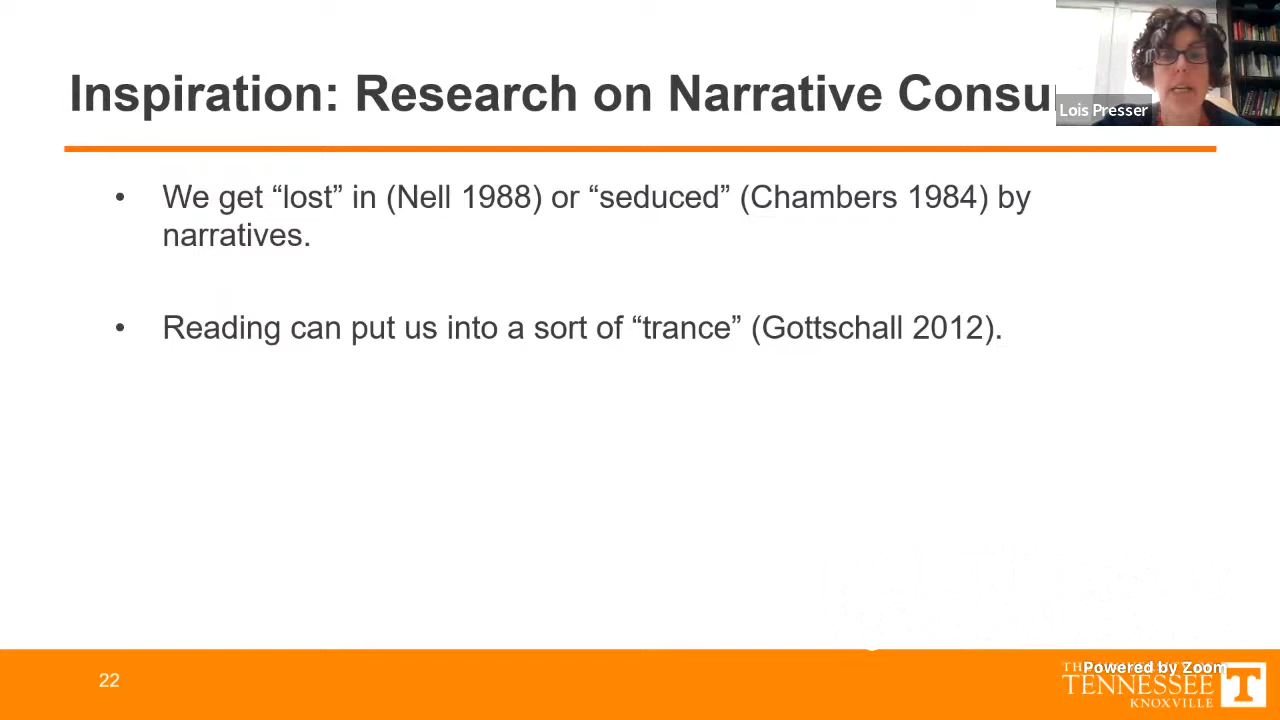 Inspiration: Research on Narrative Consu
Lois Presser
• We get “lost” in (Nell 1988) or “seduced” (Chambers 1984) by
narratives.
• Reading can put us into a sort of “trance” (Gottschall 2012).
22
Powered by Zoom
TENNESSEE
KNOXVILLE
T